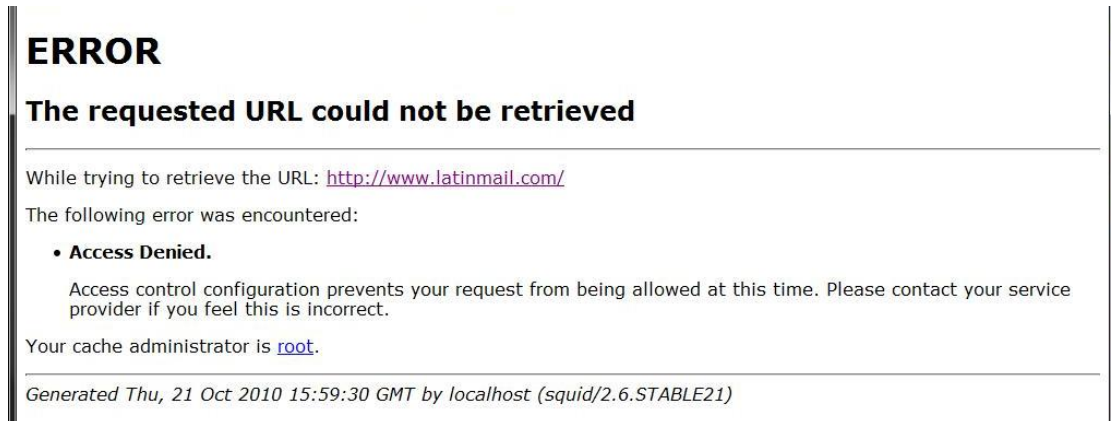 ERROR
The requested URL could not be retrieved
While trying to retrieve the URL: http://www.latinmail.com/
The following error was encountered:
• Access Denied.
Access control configuration prevents your request from being allowed at this time. Please contact your service
provider if you feel this is incorrect.
Your cache administrator is root.
Generated Thu, 21 Oct 2010 15:59:30 GMT by localhost (squid/2.6.STABLE21)